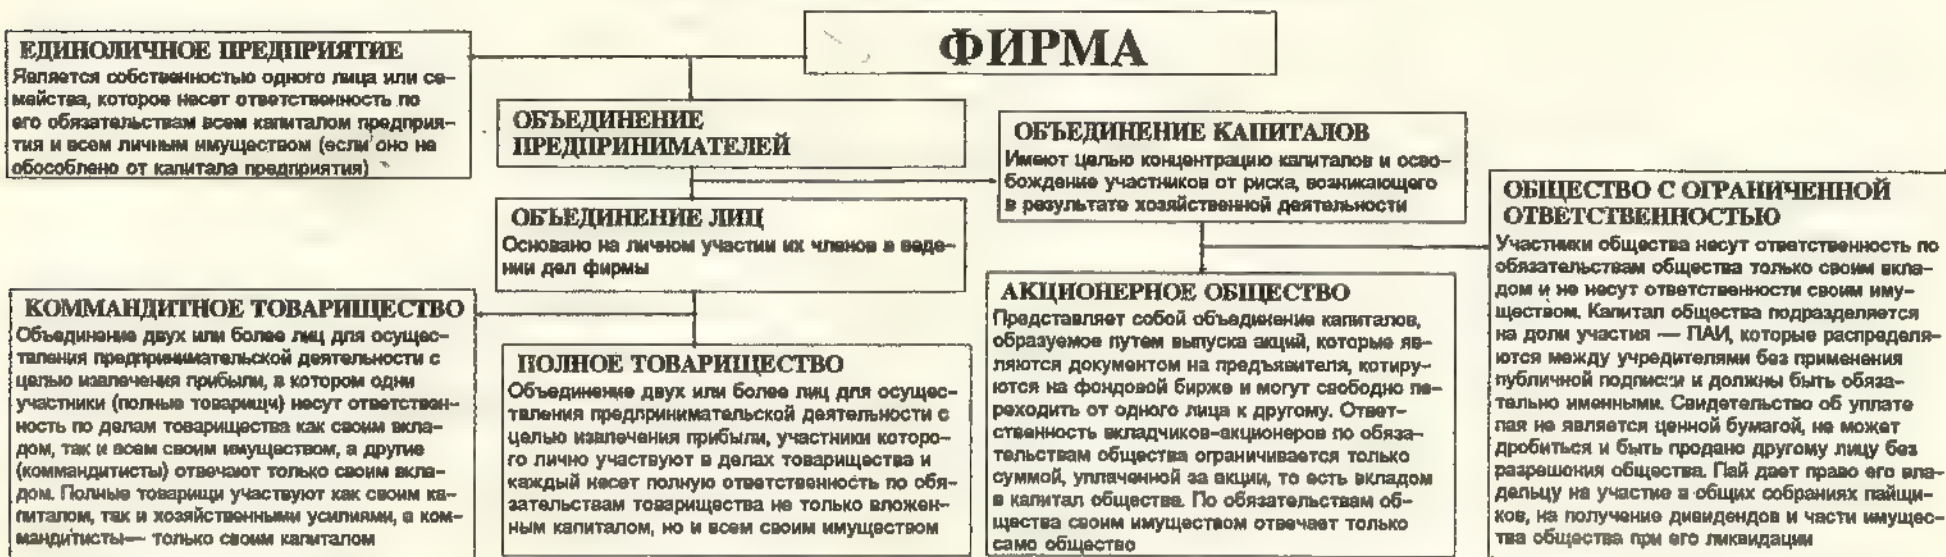 ФИРМА
ЕДИНОЛИЧНОЕ ПРЕДПРИЯТИЕ
Является собственностью одного лица или се-
мейства, которое несет ответственность по
его обязательствам всем капиталом предприя-
тия и всем личным имуществом (если оно не
обособлено от капитала предприятия)
ОБЪЕДИНЕНИЕ
ПРЕДПРИНИМАТЕЛЕЙ
ОБЪЕДИНЕНИЕ КАПИТАЛОВ
Имеют целью концентрацию капиталов и осво-
бождение участников от риска, возникающего
в результате хозяйственной деятельности
ОБЪЕДИНЕНИЕ ЛИЦ
Основано на личном участии их членов в веде-
нии дел фирмы
ОБЩЕСТВО С ОГРАНИЧЕННОЙ
ОТВЕТСТВЕННОСТЬЮ
Участники общества несут ответственность по
обязательствам общества только своим вкла-
дом и не несут ответственности своим иму-
ществом. Капитал общества подразделяется
на доли участия — ПАИ, которые распределя-
ются между учредителями без применения
публичной подписки и должны быть обяза-
тельно именными. Свидетельство об уплате
пая не является ценной бумагой, не может
дробиться и быть продано другому лицу без
разрешения общества. Пай дает право его вла-
дельцу на участие в общих собраниях пайщи-
ков, на получение дивидендов и части имущес-
тва общества при его ликвидации
КОММАНДИТНОЕ ТОВАРИЩЕСТВО
Объединение двух или более лиц для осущес-
твления предпринимательской деятельности с
целью извлечения прибыли, в котором одни
участники (полные товарищи) несут ответствен-
ность по делам товарищества как своим вкла-
дом, так и всем своим имуществом, а другие
(коммандитисты) отвечают только своим вкла-
дом. Полные товарищи участвуют как своим ка-
питалом, так и хозяйственными усилиями, а ком-
мандитисты— только своим капиталом
ПОЛНОЕ ТОВАРИЩЕСТВО
Объединение двух или более лиц для осущес-
твления предпринимательской деятельности с
целью извлечения прибыли, участники которо-
го лично участвуют в делах товарищества и
каждый несет полную ответственность по обя-
зательствам товарищества не только вложен-
ным капиталом, но и всем своим имуществом
АКЦИОНЕРНОЕ ОБЩЕСТВО
Представляет собой объединение капиталов,
образуемое путем выпуска акций, которые яв-
ляются документом на предъявителя, котиру-
ются на фондовой бирже и могут свободно пе-
реходить от одного лица к другому. Ответ-
ственность вкладчиков-акционеров по обяза-
тельствам общества ограничивается только
суммой, уплаченной за акции, то есть вкладом
в капитал общества. По обязательствам об-
щества своим имуществом отвечает только
само общество